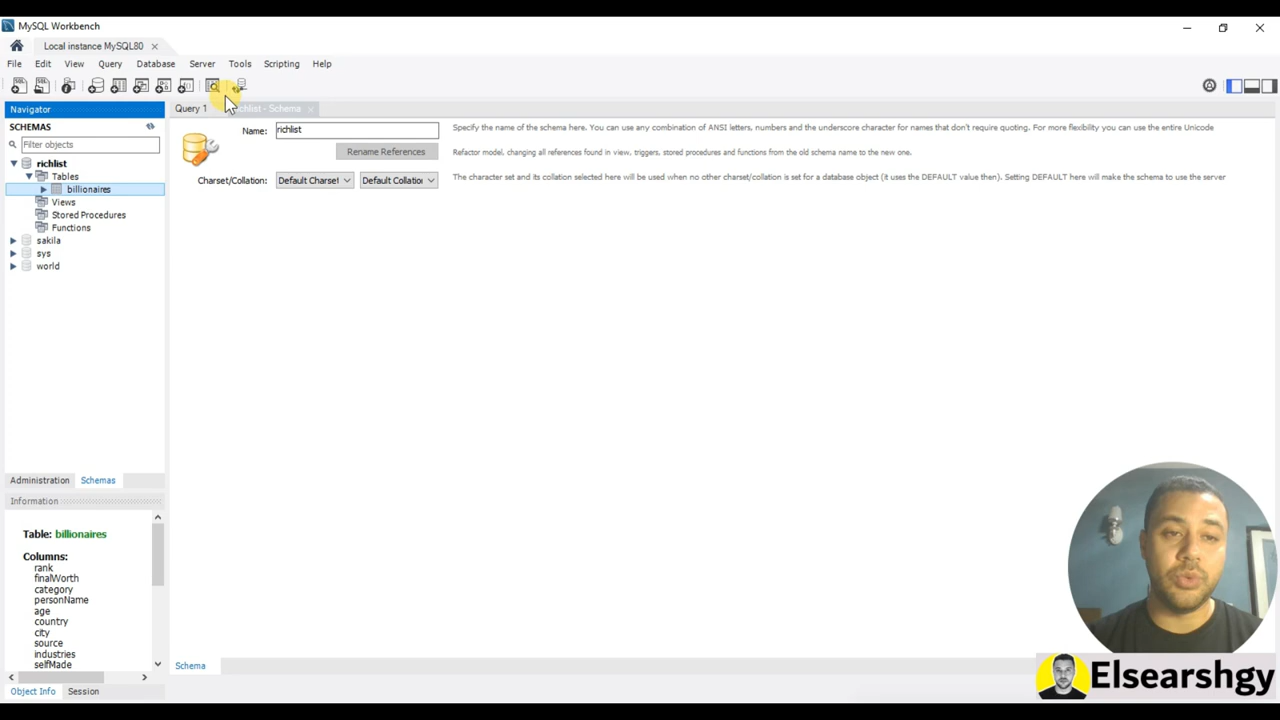 MySQL Workbench
Local instance MySQL80
File Edit View Query Database Server Tools Scripting Help
Navigator
SCHEMAS
Filter objects
richlist
Tables
billionaires
Views
Stored Procedures
Functions
sakila
sys
world
Administration Schemas
Information
Table: billionaires
Columns:
rank
finalWorth
category
personName
age
country
city
source
industries
selfMade
Object Info Session
Query 1 richlist - Schema
Name: richlist
Specify the name of the schema here. You can use any combination of ANSI letters, numbers and the underscore character for names that don't require quoting. For more flexibility you can use the entire Unicode
Rename References
Refactor model, changing all references found in view, triggers, stored procedures and functions from the old schema name to the new one.
Charset/Collation: Default Charset Default Collation
The character set and its collation selected here will be used when no other charset/collation is set for a database object (it uses the DEFAULT value then). Setting DEFAULT here will make the schema to use the server
Schema
Elsearshgy